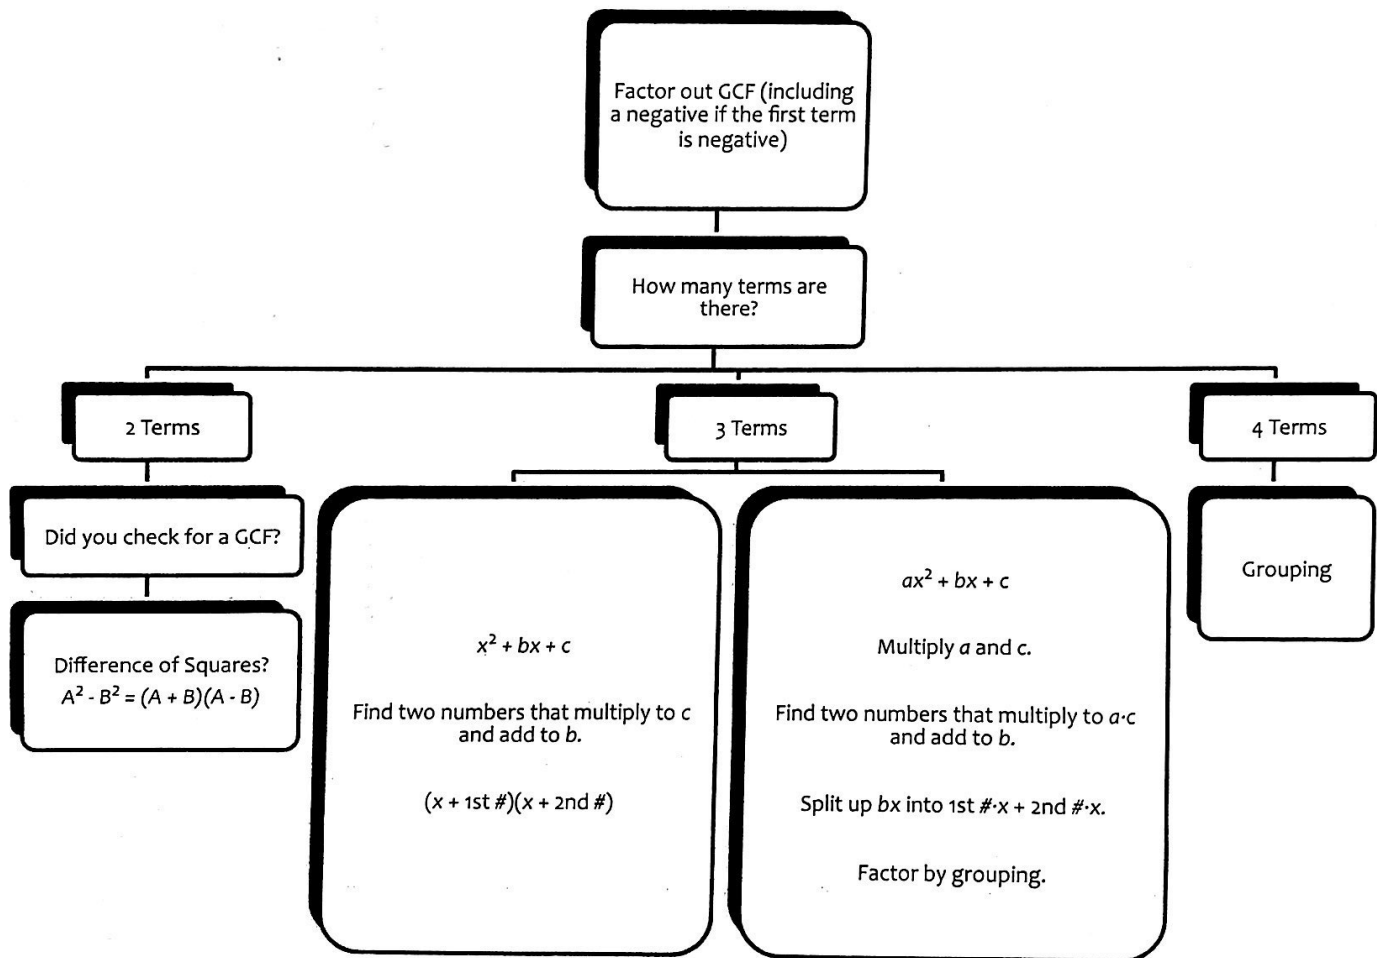 Factor out GCF (including
a negative if the first term
is negative)
How many terms are
there?
2 Terms
3 Terms
4 Terms
Did you check for a GCF?
Difference of Squares?
A² - B² = (A + B)(A - B)
x² + bx + c
Find two numbers that multiply to c
and add to b.
(x + 1st #)(x + 2nd #)
ax² + bx + c
Multiply a and c.
Find two numbers that multiply to a·c
and add to b.
Split up bx into 1st #·x + 2nd #·x.
Factor by grouping.
Grouping